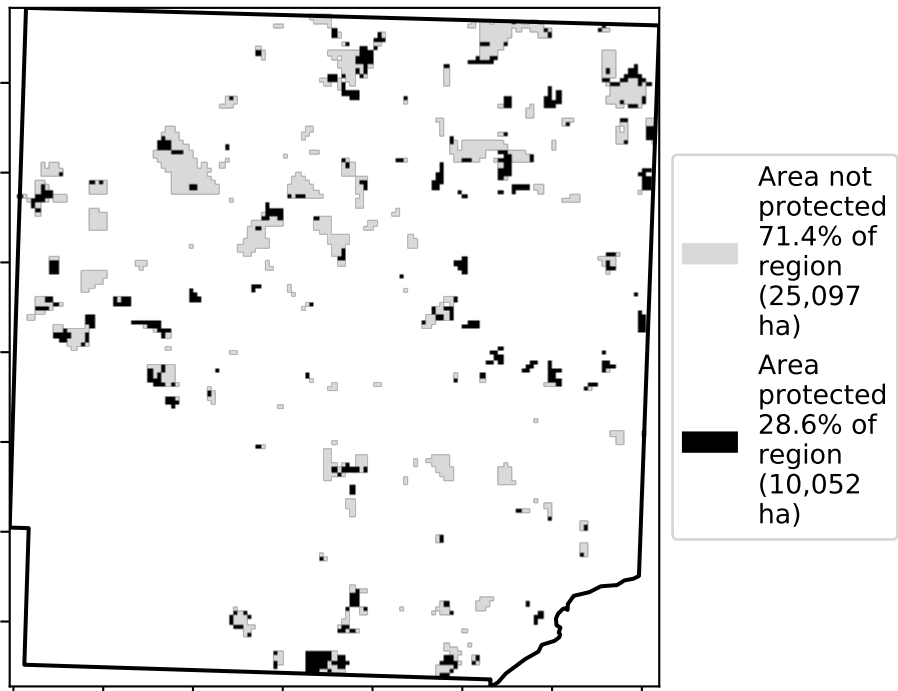 Area not
protected
71.4% of
region
(25,097
ha)
Area
protected
28.6% of
region
(10,052
ha)